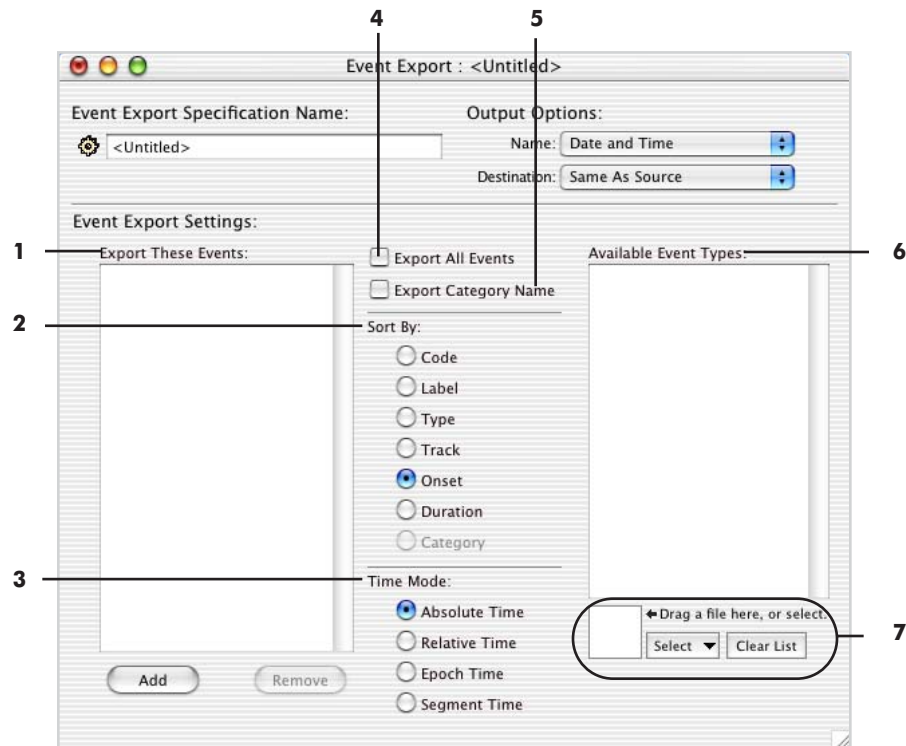 4
5
Event Export : <Untitled>
Event Export Specification Name:
<Untitled>
Output Options:
Name: Date and Time
Destination: Same As Source
Event Export Settings:
1
Export These Events:
Export All Events
Export Category Name
Available Event Types:
6
2
Sort By:
Code
Label
Type
Track
Onset
Duration
Category
3
Time Mode:
Absolute Time
Relative Time
Epoch Time
Segment Time
Drag a file here, or select.
Select
Clear List
7
Add
Remove